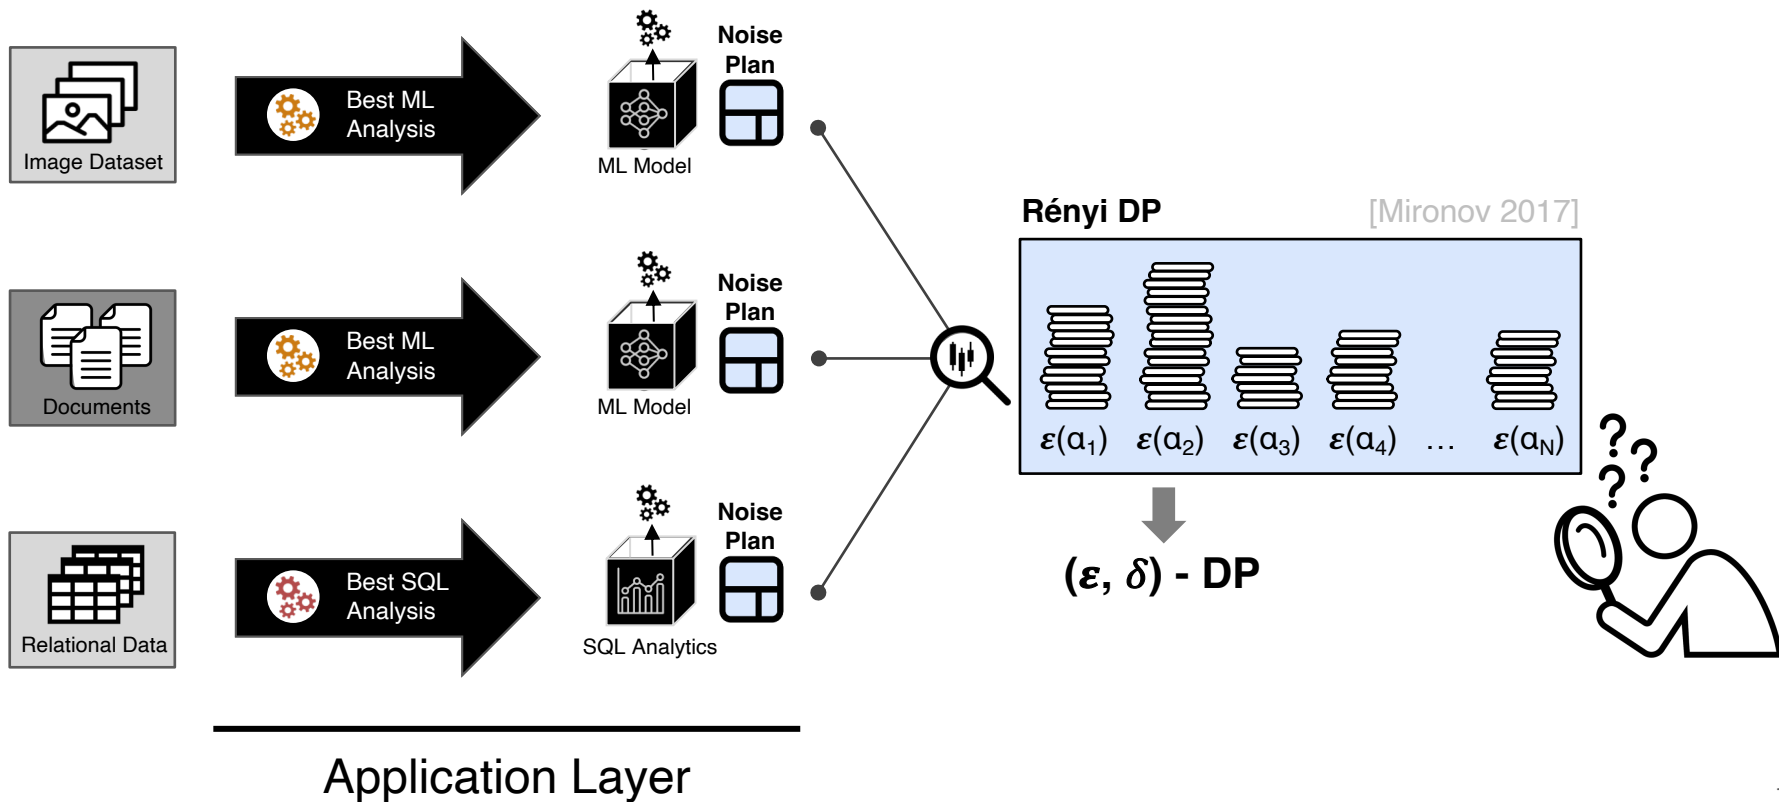 Image Dataset
Best ML
Analysis
ML Model
Noise
Plan
Documents
Best ML
Analysis
ML Model
Noise
Plan
Relational Data
Best SQL
Analysis
SQL Analytics
Noise
Plan
Application Layer
Rényi DP [Mironov 2017]
ε(α₁) ε(α₂) ε(α₃) ε(α₄) … ε(α_N)
(ε, δ) - DP
? ? ?